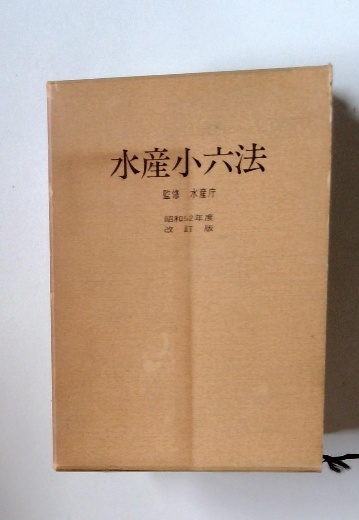 水産小六法
監修 水産庁
昭和52年度
改訂版